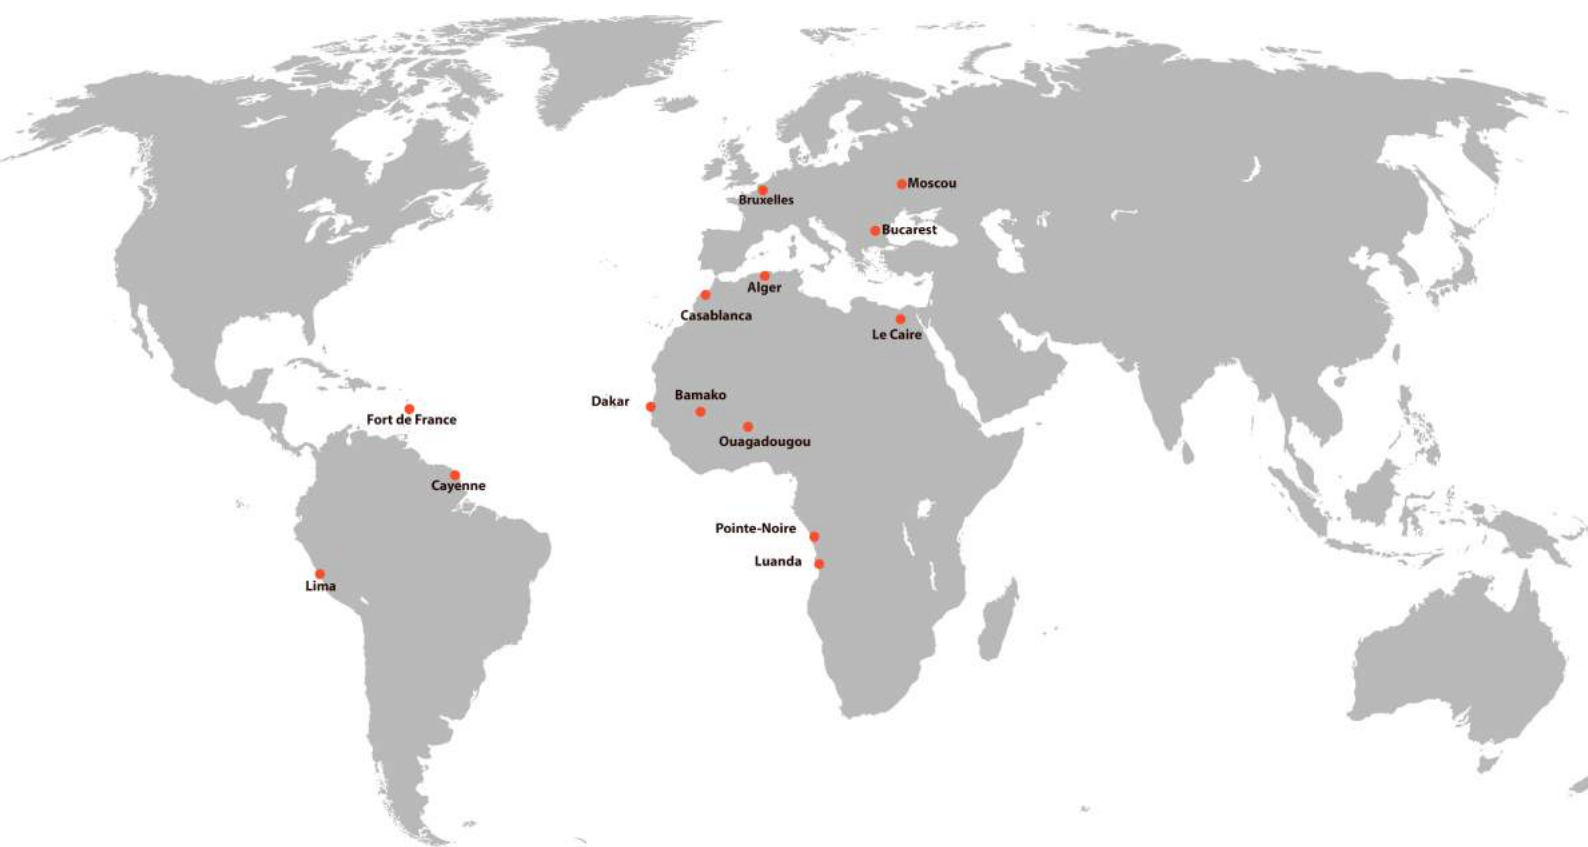 Moscou
Bruxelles
Bucarest
Alger
Casablanca
Le Caire
Bamako
Dakar
Fort de France
Ouagadougou
Cayenne
Pointe-Noire
Luanda
Lima